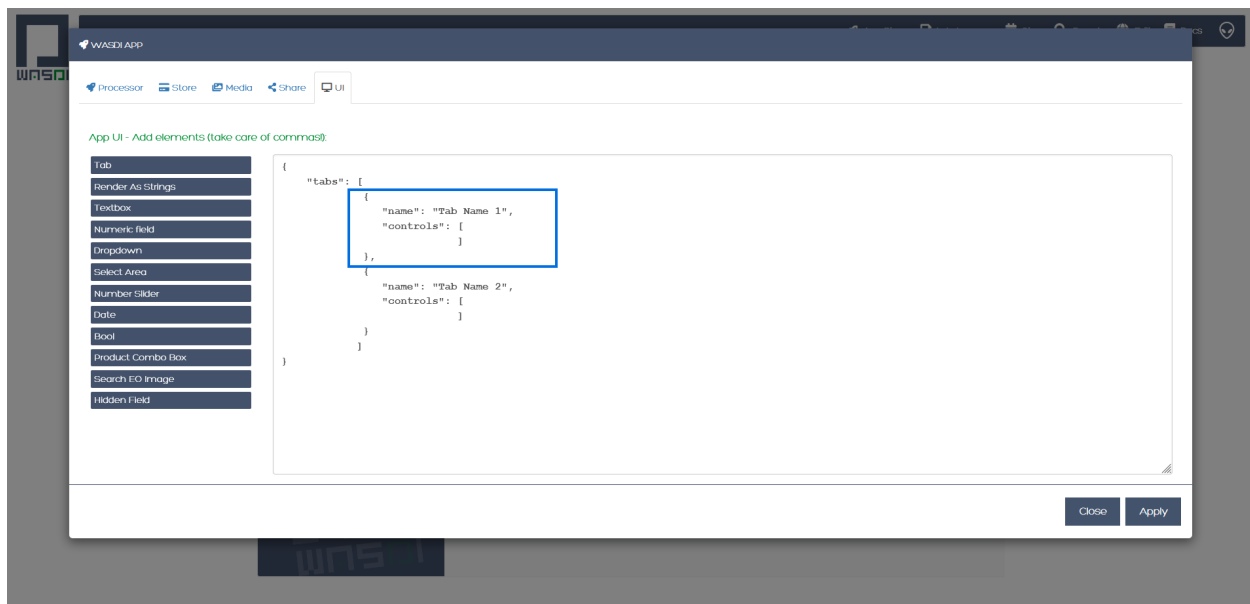 WASDI APP
WASDI
cs
Processor Store Media Share UI
App UI - Add elements (take care of commas!):
Tab
Render As Strings
Textbox
Numeric field
Dropdown
Select Area
Number Slider
Date
Bool
Product Combo Box
Search EO Image
Hidden Field
{
"tabs": [
{
"name": "Tab Name 1",
"controls": [
]
},
{
"name": "Tab Name 2",
"controls": [
]
}
]
}
Close Apply